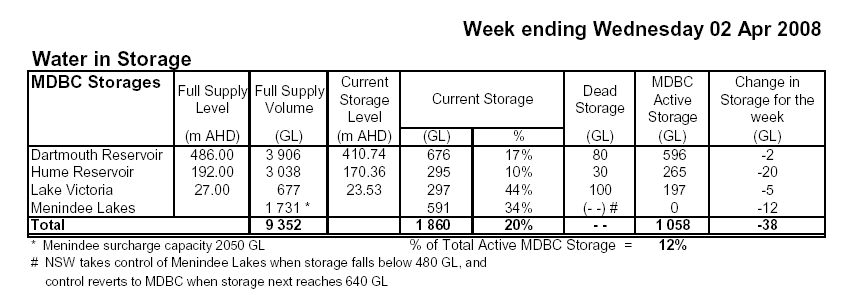 Week ending Wednesday 02 Apr 2008
Water in Storage
MDBC Storages Full Supply Level (m AHD) Full Supply Volume (GL) Current Storage Level (m AHD) Current Storage (GL) % Dead Storage (GL) MDBC Active Storage (GL) Change in Storage for the week (GL)
Dartmouth Reservoir 486.00 3 906 410.74 676 17% 80 596 -2
Hume Reservoir 192.00 3 038 170.36 295 10% 30 265 -20
Lake Victoria 27.00 677 23.53 297 44% 100 197 -5
Menindee Lakes 1 731 * 591 34% (- -) # 0 -12
Total 9 352 1 860 20% - - 1 058 -38
* Menindee surcharge capacity 2050 GL % of Total Active MDBC Storage = 12%
# NSW takes control of Menindee Lakes when storage falls below 480 GL, and
control reverts to MDBC when storage next reaches 640 GL